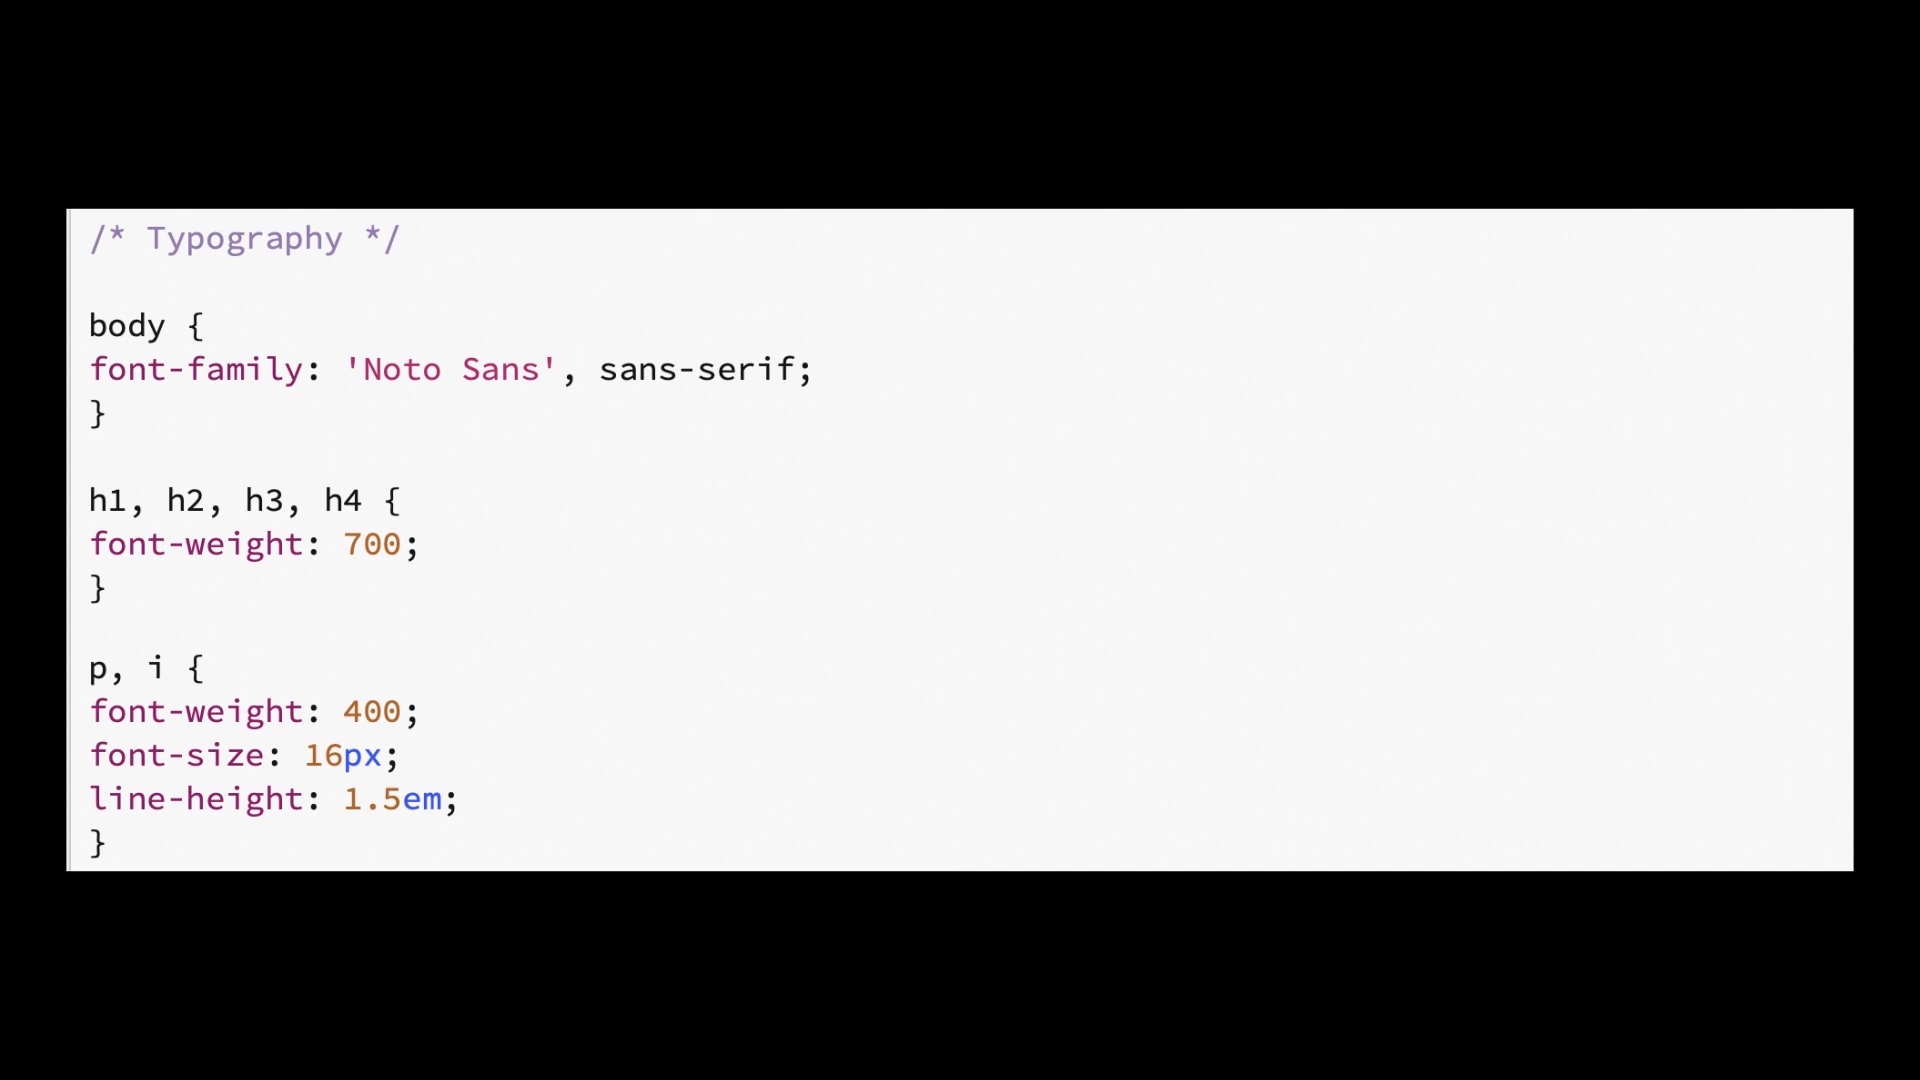 /* Typography */
body {
font-family: 'Noto Sans', sans-serif;
}
h1, h2, h3, h4 {
font-weight: 700;
}
p, i {
font-weight: 400;
font-size: 16px;
line-height: 1.5em;
}